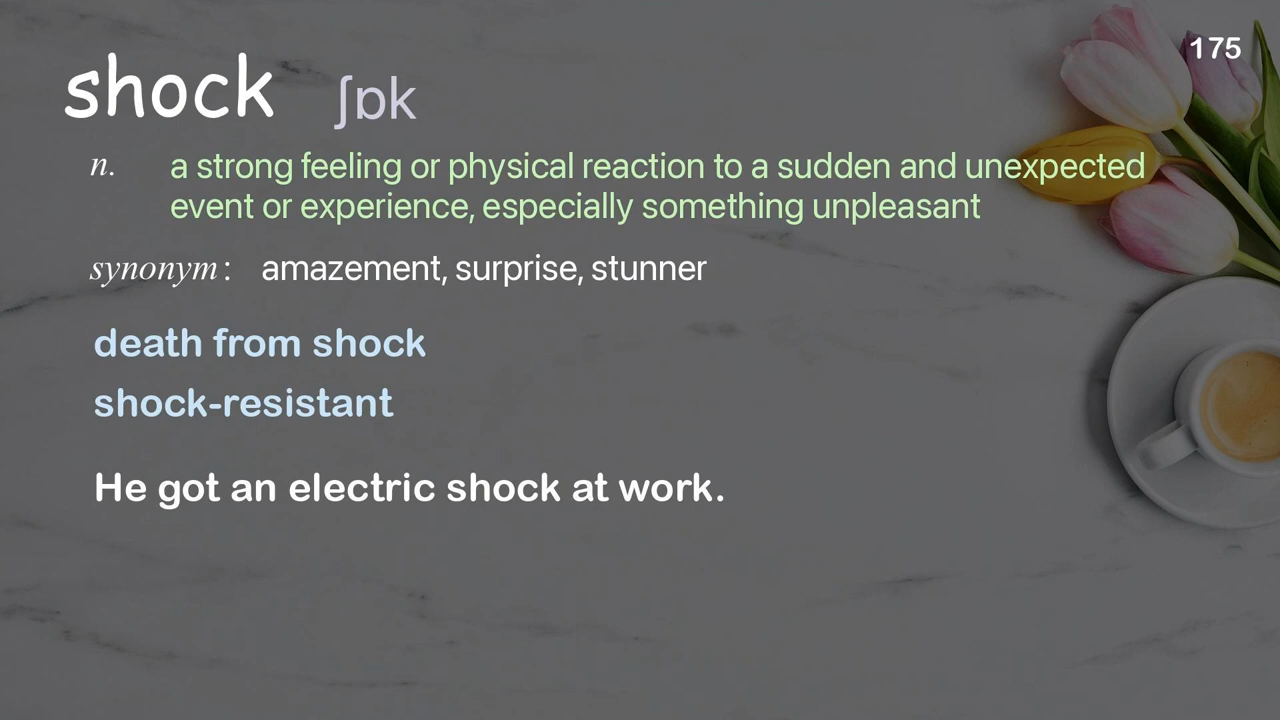 175
shock ʃɒk
n. a strong feeling or physical reaction to a sudden and unexpected
event or experience, especially something unpleasant
synonym: amazement, surprise, stunner
death from shock
shock-resistant
He got an electric shock at work.